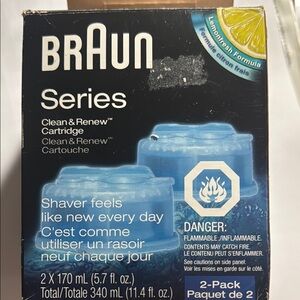 BRAUN
Lemonfresh Formula
Formule citron frais
Series
Clean & Renew™
Cartridge
Clean & Renew™
Cartouche
Shaver feels
like new every day
C'est comme
utiliser un rasoir
neuf chaque jour
2 X 170 mL (5.7 fl. oz.)
Total/Totale 340 mL (11.4 fl. oz.)
DANGER:
FLAMMABLE./INFLAMMABLE.
CONTENTS MAY CATCH FIRE.
LE CONTENU PEUT S'ENFLAMMER.
See cautions on side panel.
Voir les mises en garde sur le côté.
2-Pack
Paquet de 2